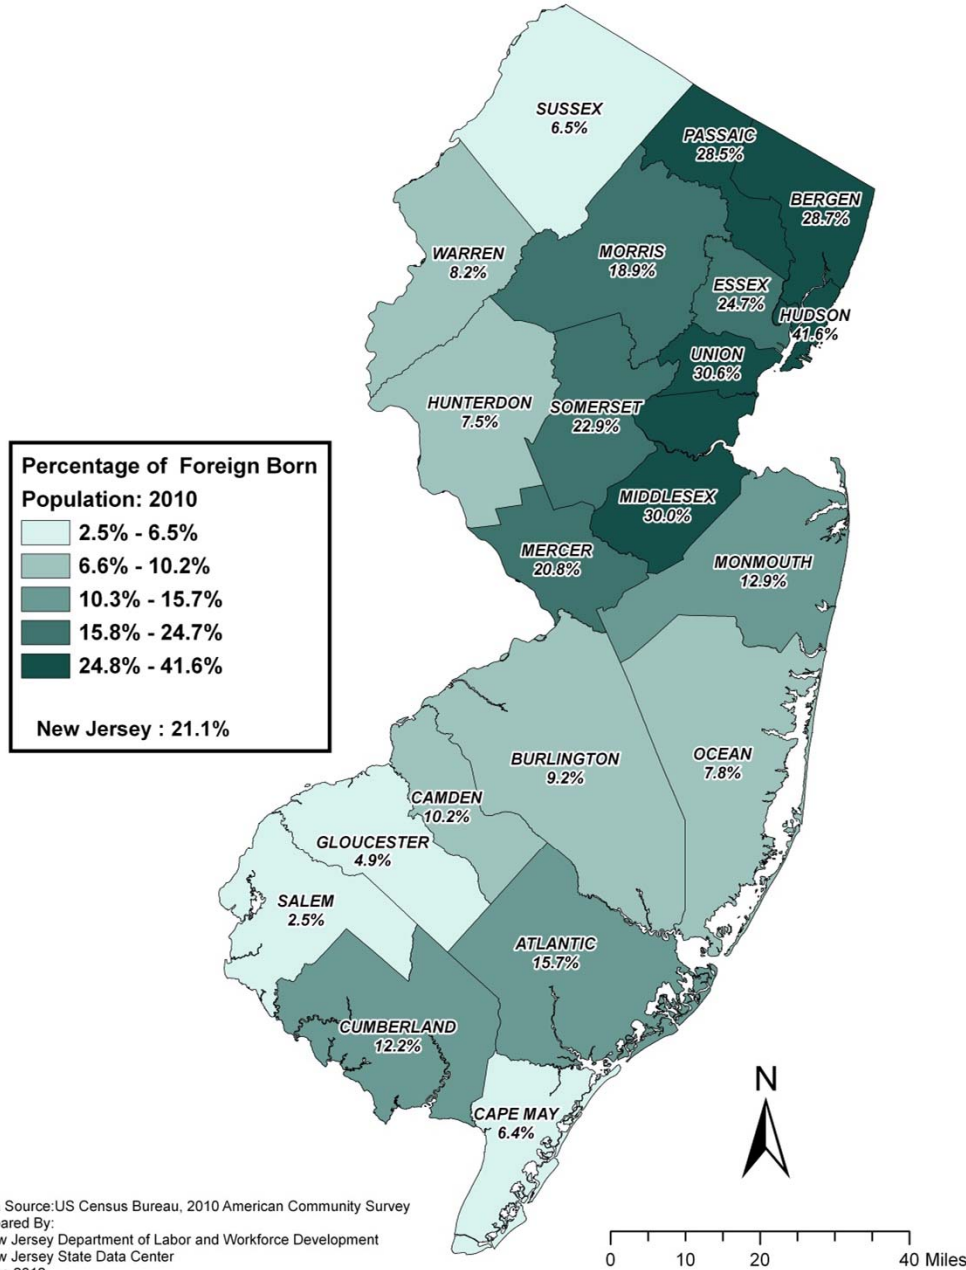 SUSSEX
6.5%
PASSAIC
28.5%
BERGEN
28.7%
WARREN
8.2%
MORRIS
18.9%
ESSEX
24.7%
HUDSON
41.6%
UNION
30.6%
HUNTERDON
7.5%
SOMERSET
22.9%
Percentage of Foreign Born
Population: 2010
2.5% - 6.5%
6.6% - 10.2%
10.3% - 15.7%
15.8% - 24.7%
24.8% - 41.6%
New Jersey : 21.1%
MIDDLESEX
30.0%
MERCER
20.8%
MONMOUTH
12.9%
BURLINGTON
9.2%
OCEAN
7.8%
CAMDEN
10.2%
GLOUCESTER
4.9%
SALEM
2.5%
ATLANTIC
15.7%
CUMBERLAND
12.2%
CAPE MAY
6.4%
N
Source:US Census Bureau, 2010 American Community Survey
ared By:
w Jersey Department of Labor and Workforce Development
w Jersey State Data Center
0 10 20 40 Miles